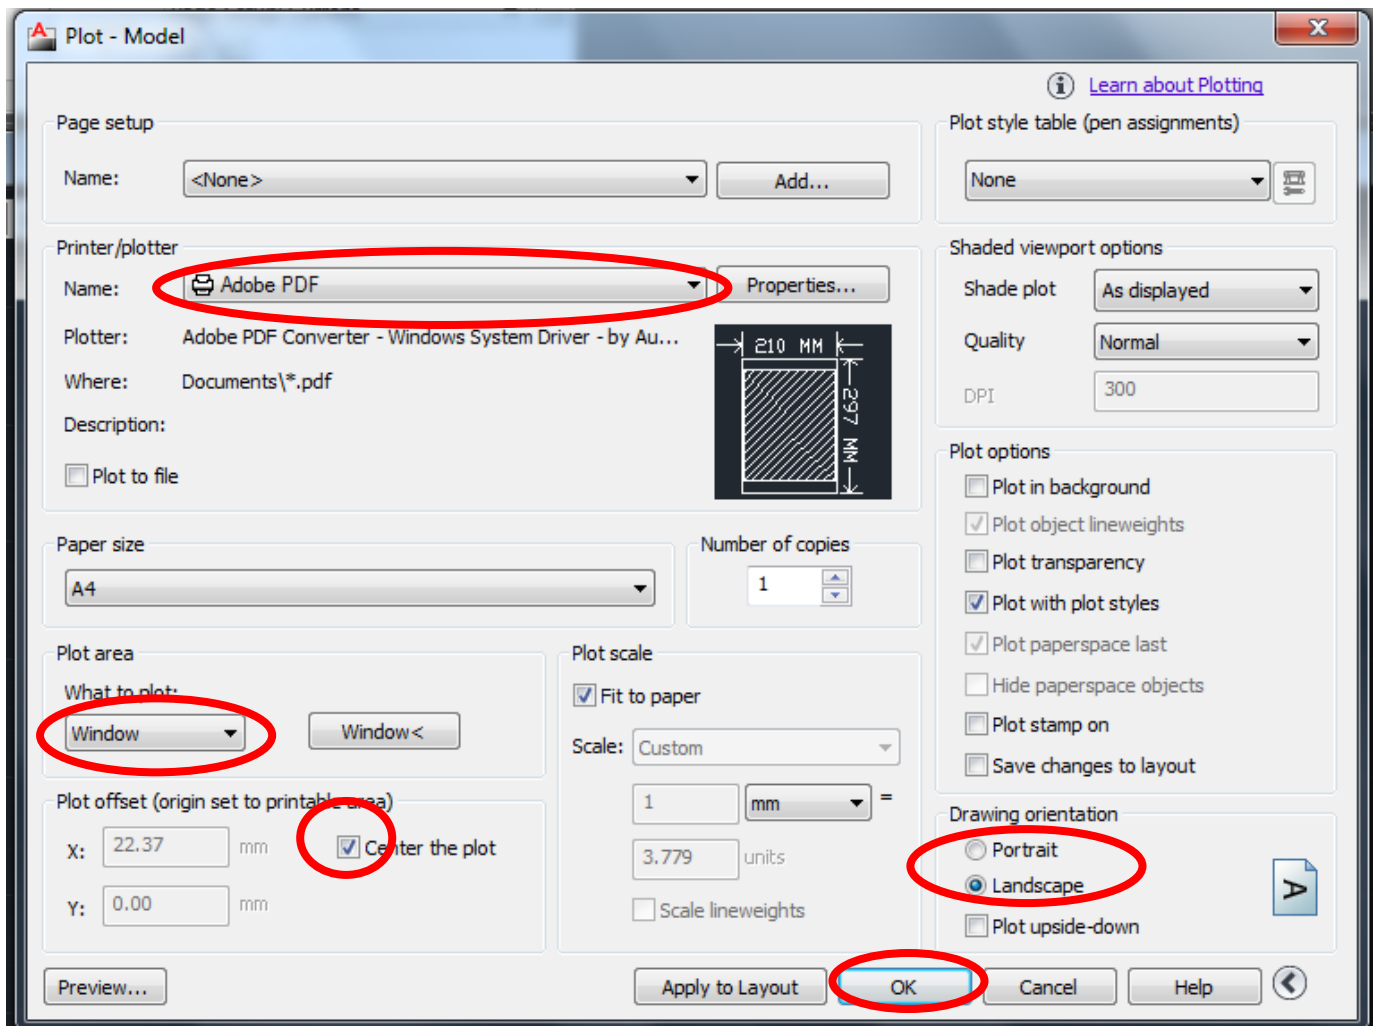 Plot - Model
X
Learn about Plotting
Page setup
Name: <None> Add...
Plot style table (pen assignments)
None
Printer/plotter
Name: Adobe PDF Properties...
Plotter: Adobe PDF Converter - Windows System Driver - by Au...
Where: Documents\*.pdf
Description:
Plot to file
210 MM
297 MM
Shaded viewport options
Shade plot As displayed
Quality Normal
DPI 300
Plot options
Plot in background
Plot object lineweights
Plot transparency
Plot with plot styles
Plot paperspace last
Hide paperspace objects
Plot stamp on
Save changes to layout
Paper size
A4
Number of copies
1
Plot area
What to plot:
Window Window<
Plot scale
Fit to paper
Scale: Custom
1 mm =
3.779 units
Scale lineweights
Plot offset (origin set to printable area)
X: 22.37 mm Center the plot
Y: 0.00 mm
Drawing orientation
Portrait
Landscape
Plot upside-down
A
Preview... Apply to Layout OK Cancel Help